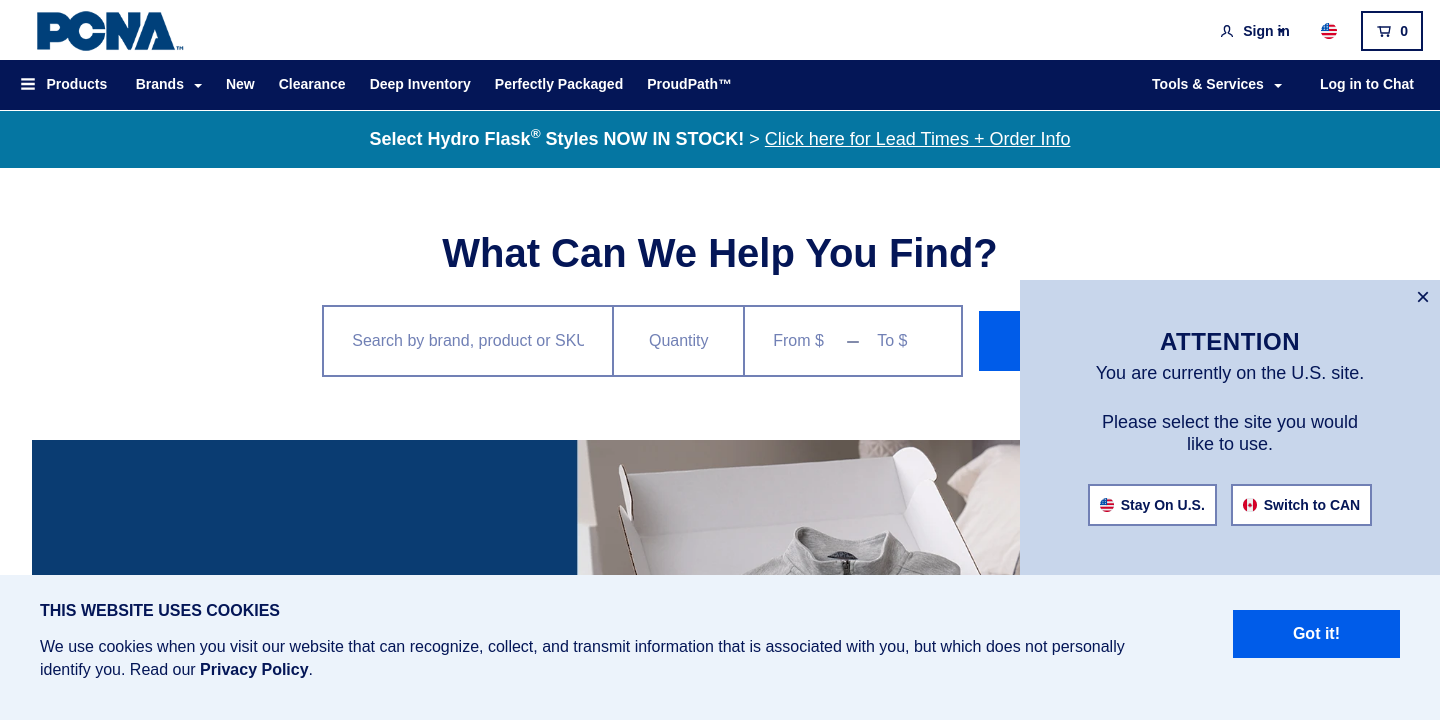 PCNA™
Sign in
0
Products
Brands
New
Clearance
Deep Inventory
Perfectly Packaged
ProudPath™
Tools & Services
Log in to Chat
Select Hydro Flask® Styles NOW IN STOCK! > Click here for Lead Times + Order Info
What Can We Help You Find?
Search by brand, product or SKU
Quantity
From $
–
To $
×
ATTENTION
You are currently on the U.S. site.
Please select the site you would
like to use.
Stay On U.S.
Switch to CAN
THIS WEBSITE USES COOKIES
We use cookies when you visit our website that can recognize, collect, and transmit information that is associated with you, but which does not personally
identify you. Read our Privacy Policy.
Got it!